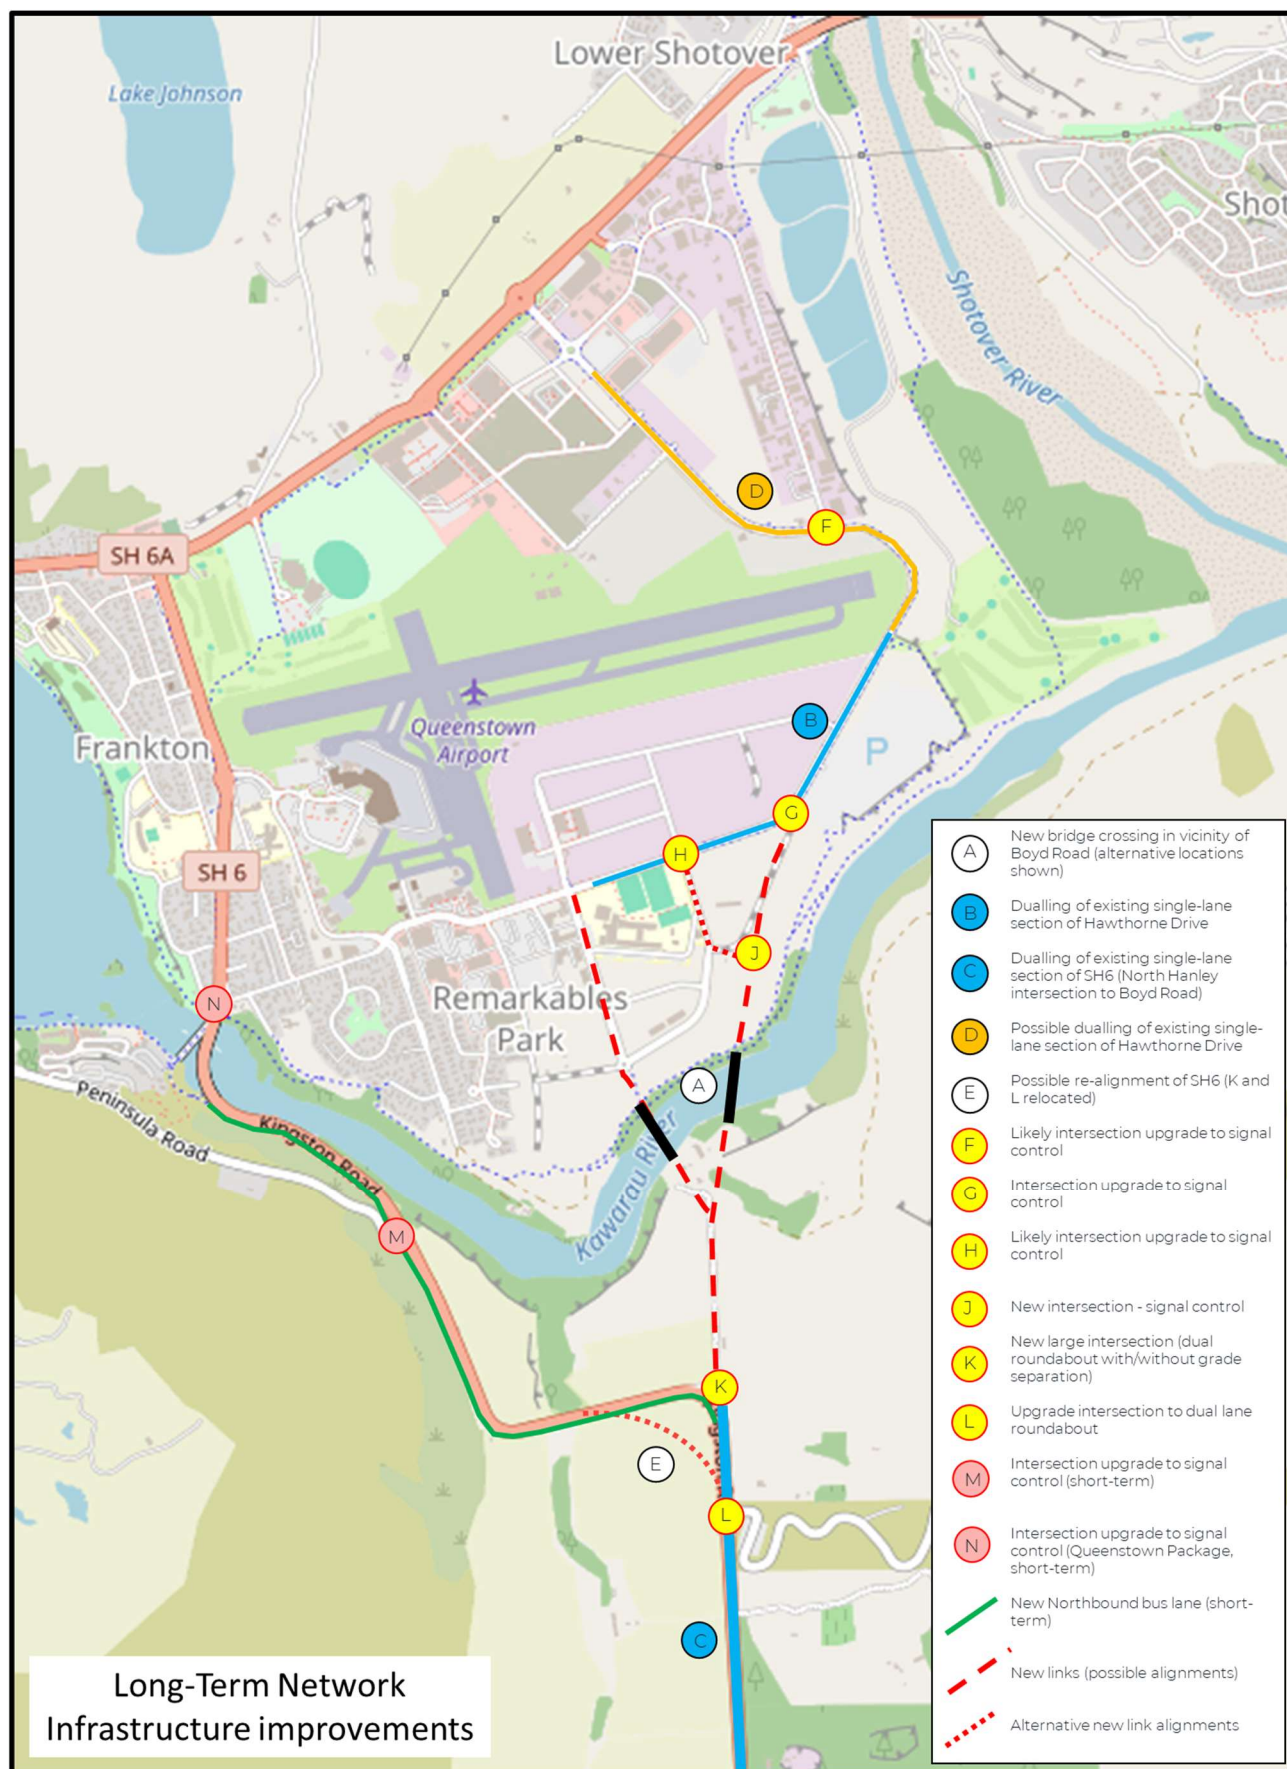 Lower Shotover
Lake Johnson
Shot
Shotover River
D
F
SH 6A
B
Queenstown
Airport
P
Frankton
G
H
SH 6
J
N
Remarkables
Park
A
Peninsula Road
Kingston Road
Kawarau River
M
K
E
L
C
Long-Term Network
Infrastructure improvements
A
New bridge crossing in vicinity of
Boyd Road (alternative locations
shown)
B
Dualling of existing single-lane
section of Hawthorne Drive
C
Dualling of existing single-lane
section of SH6 (North Hanley
intersection to Boyd Road)
D
Possible dualling of existing single-
lane section of Hawthorne Drive
E
Possible re-alignment of SH6 (K and
L relocated)
F
Likely intersection upgrade to signal
control
G
Intersection upgrade to signal
control
H
Likely intersection upgrade to signal
control
J
New intersection - signal control
K
New large intersection (dual
roundabout with/without grade
separation)
L
Upgrade intersection to dual lane
roundabout
M
Intersection upgrade to signal
control (short-term)
N
Intersection upgrade to signal
control (Queenstown Package,
short-term)
New Northbound bus lane (short-
term)
New links (possible alignments)
Alternative new link alignments